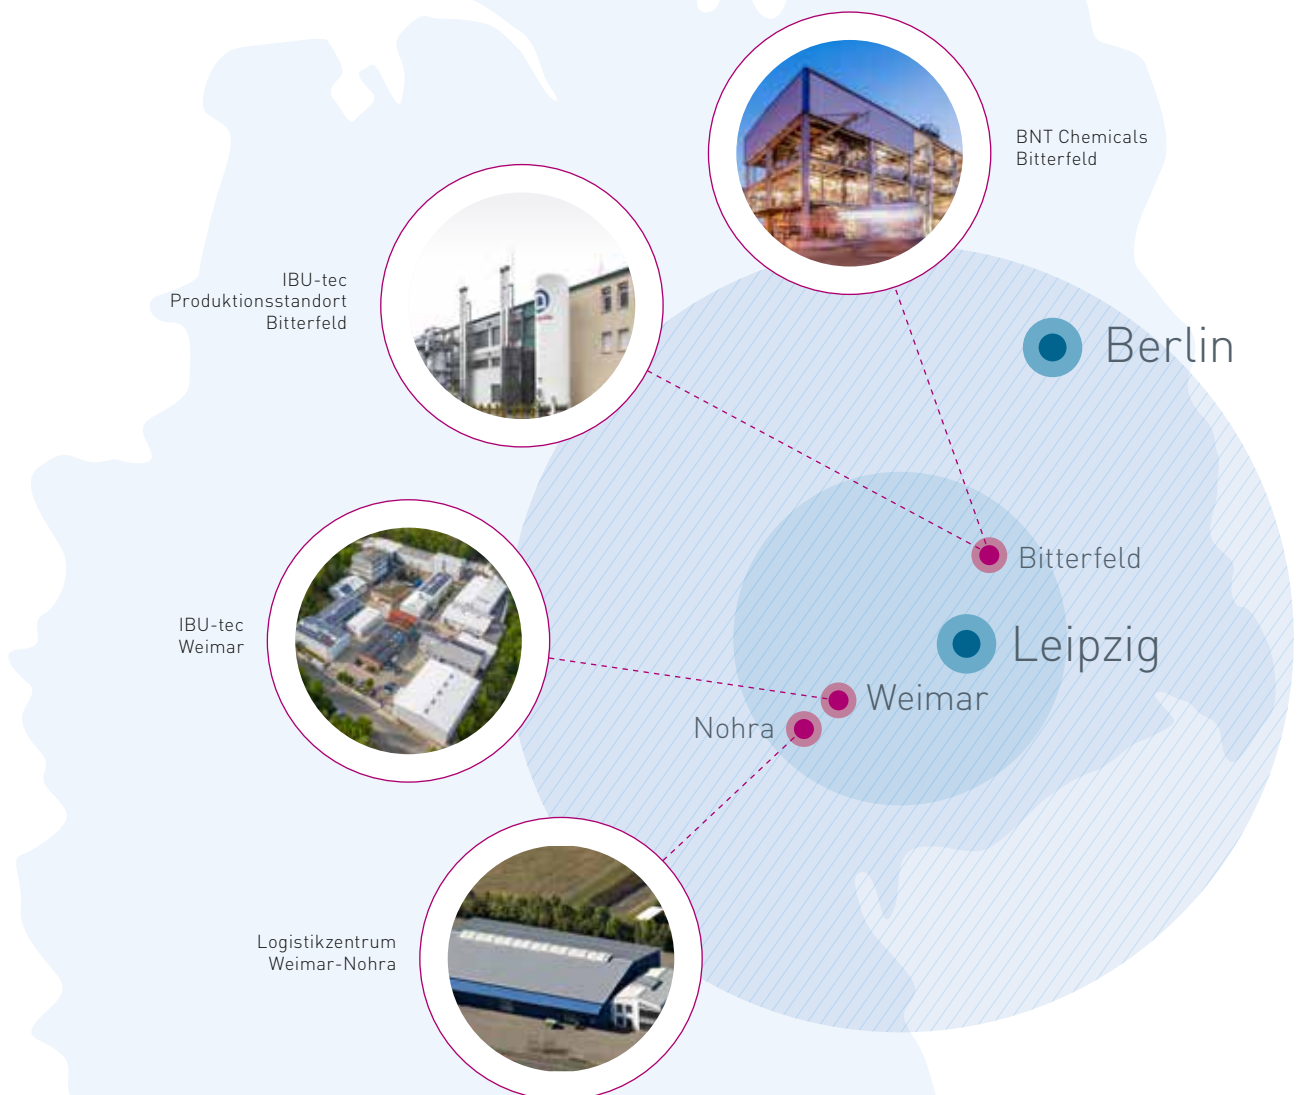 BNT Chemicals
Bitterfeld
IBU-tec
Produktionsstandort
Bitterfeld
Berlin
Bitterfeld
IBU-tec
Weimar
Leipzig
Weimar
Nohra
Logistikzentrum
Weimar-Nohra